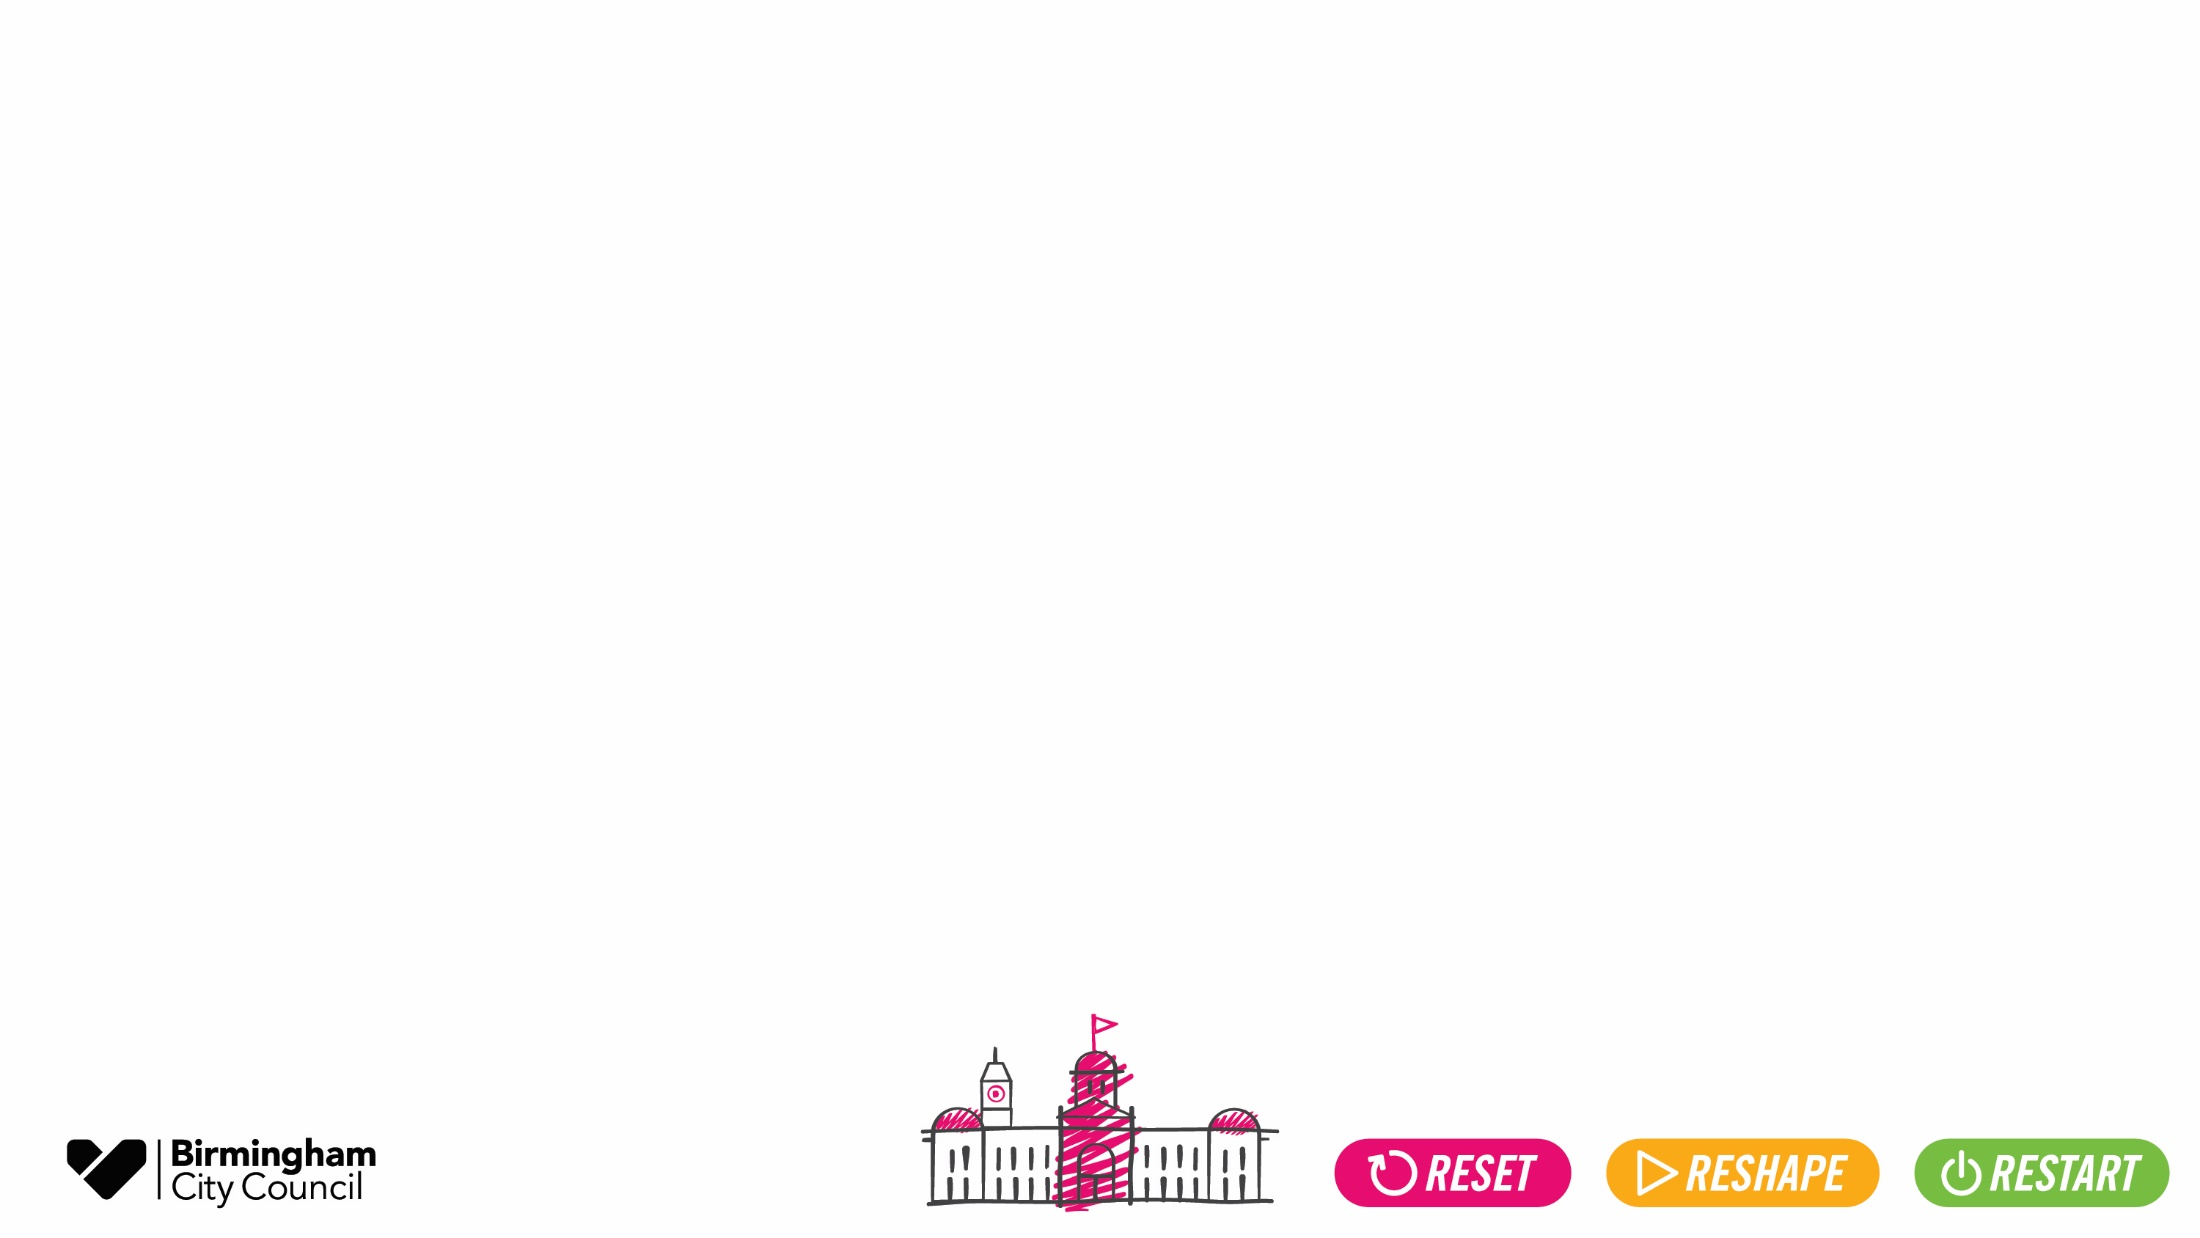 Birmingham
City Council
RESET
RESHAPE
RESTART